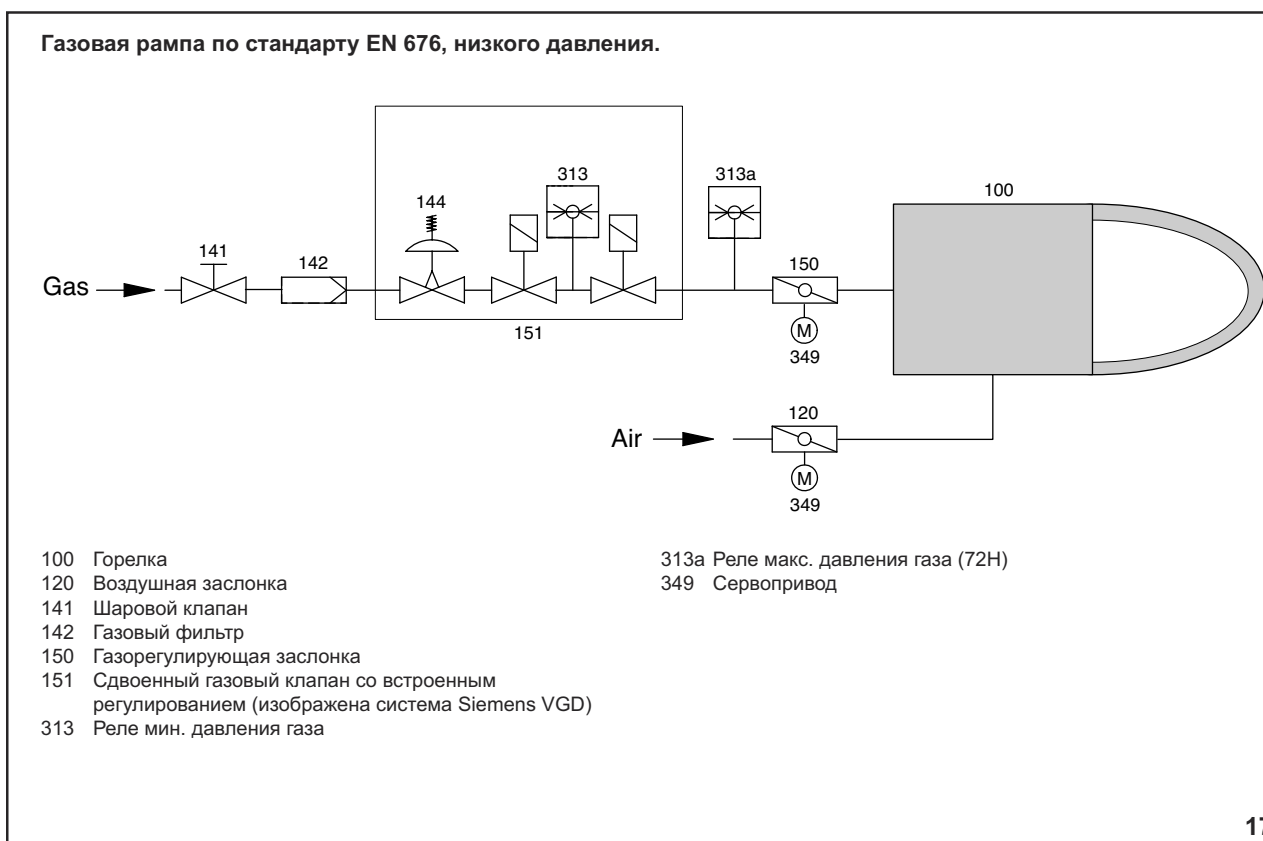 Газовая рампа по стандарту EN 676, низкого давления.
313
313a
100
144
141
142
150
Gas
151
M
349
120
Air
M
349
100 Горелка
120 Воздушная заслонка
141 Шаровой клапан
142 Газовый фильтр
150 Газорегулирующая заслонка
151 Сдвоенный газовый клапан со встроенным
регулированием (изображена система Siemens VGD)
313 Реле мин. давления газа
313a Реле макс. давления газа (72H)
349 Сервопривод
17